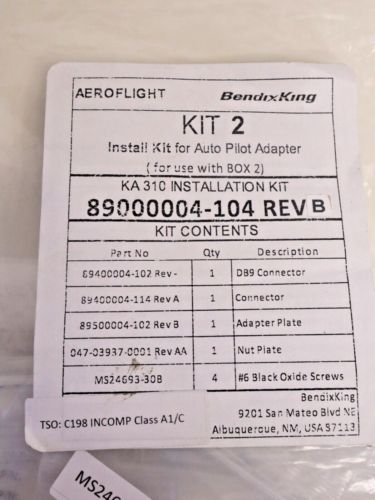 AEROFLIGHT BendixKing
KIT 2
Install Kit for Auto Pilot Adapter
(for use with BOX 2)
KA 310 INSTALLATION KIT
89000004-104 REV B
KIT CONTENTS
Part No Qty Description
89400004-102 Rev - 1 DB9 Connector
89400004-114 Rev A 1 Connector
89500004-102 Rev B 1 Adapter Plate
047-03937-0001 Rev AA 1 Nut Plate
MS24693-30B 4 #6 Black Oxide Screws
BendixKing
9201 San Mateo Blvd NE
Albuquerque, NM, USA 87113
TSO: C198 INCOMP Class A1/C